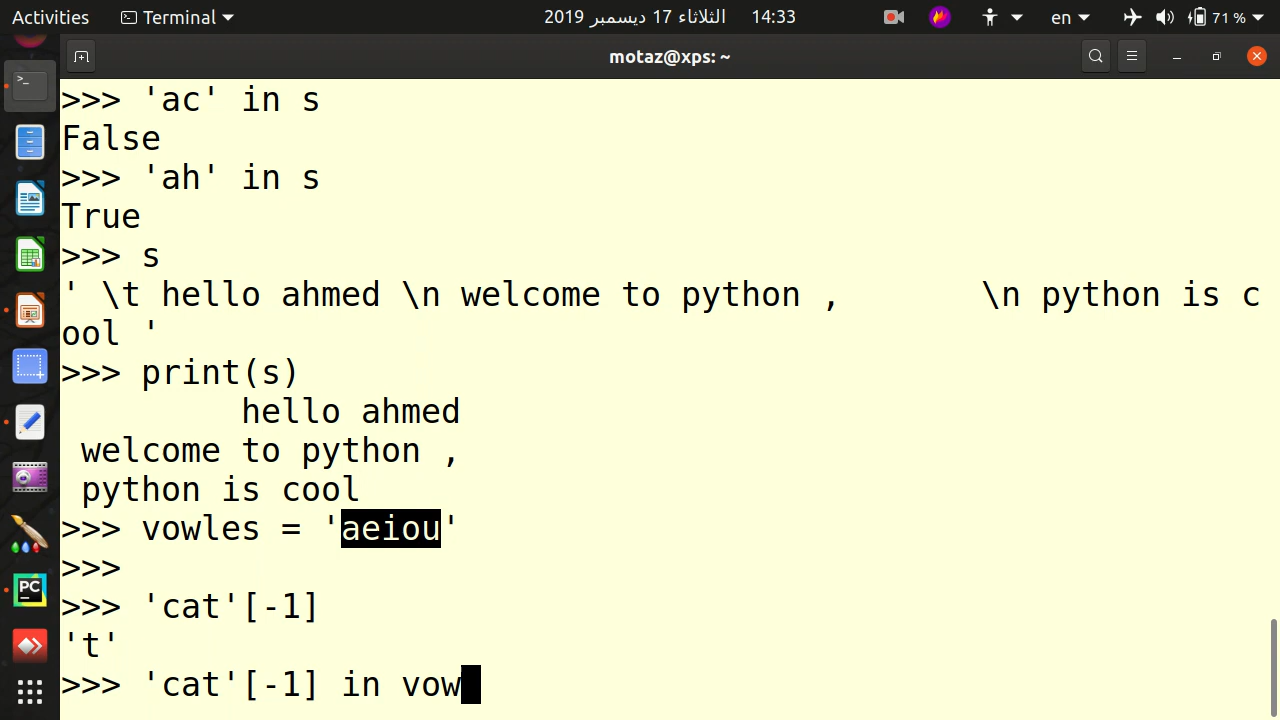 Activities Terminal الثلاثاء 17 ديسمبر 2019 14:33 en 71 %
motaz@xps: ~
>>> 'ac' in s
False
>>> 'ah' in s
True
>>> s
' \t hello ahmed \n welcome to python ,       \n python is c
ool '
>>> print(s)
         hello ahmed
 welcome to python ,
 python is cool
>>> vowles = 'aeiou'
>>>
>>> 'cat'[-1]
't'
>>> 'cat'[-1] in vow
PC